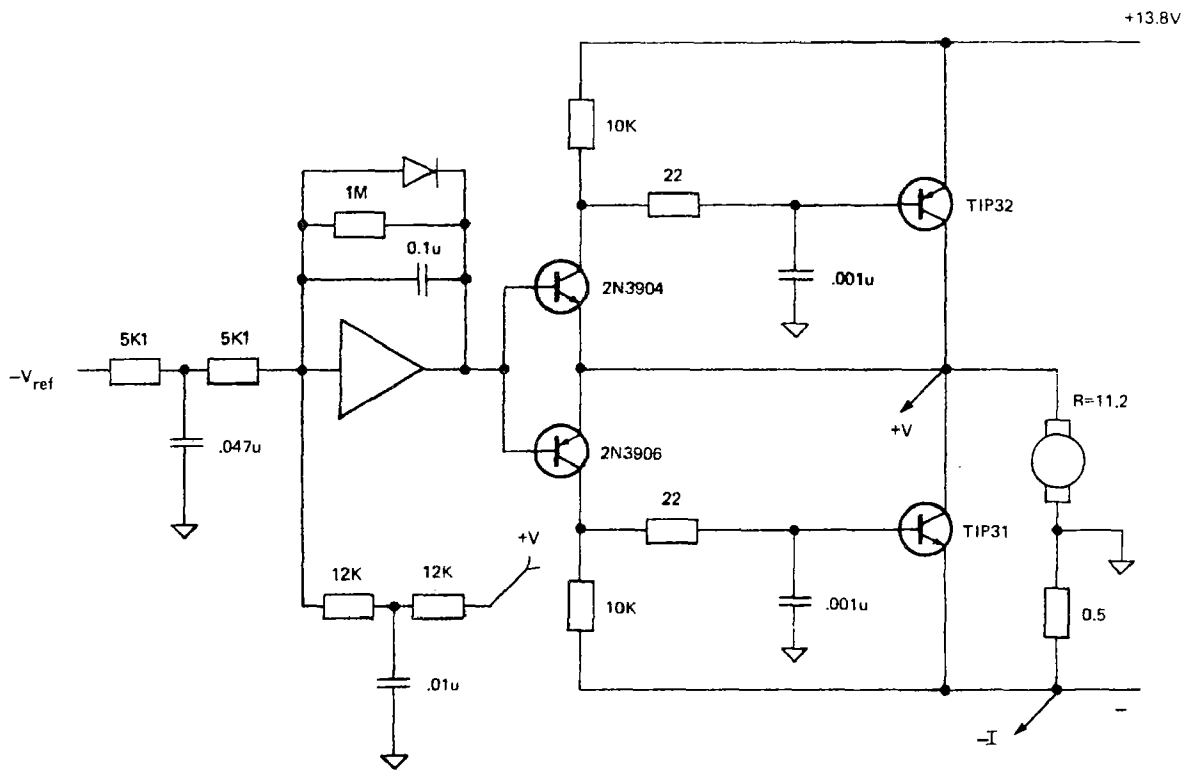 +13.8V
10K
22
TIP32
1M
0.1u
.001u
2N3904
5K1
5K1
−Vref
.047u
+V
R=11.2
2N3906
22
TIP31
+V
12K
12K
10K
.001u
0.5
.01u
−
−I